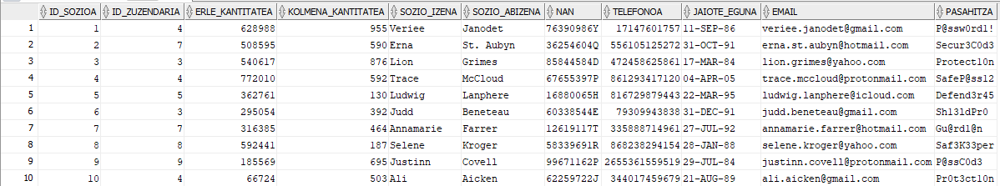 ID_SOZIOA ID_ZUZENDARIA ERLE_KANTITATEA KOLMENA_KANTITATEA SOZIO_IZENA SOZIO_ABIZENA NAN TELEFONOA JAIOTE_EGUNA EMAIL PASAHITZA
1 1 4 628988 955 Veriee Janodet 76390986Y 17147601757 11-SEP-86 veriee.janodet@gmail.com P@ssw0rd1!
2 2 7 508595 590 Erna St. Aubyn 36254604Q 556105125272 31-OCT-91 erna.st.aubyn@hotmail.com Secur3C0d3
3 3 3 540617 876 Lion Grimes 85844584D 472458625861 17-MAR-84 lion.grimes@yahoo.com Protect10n
4 4 4 772010 592 Trace McCloud 67655397P 861293417120 04-APR-05 trace.mccloud@protonmail.com SafeP@ss12
5 5 5 362761 130 Ludwig Lanphere 16880065H 816729879443 22-MAR-95 ludwig.lanphere@icloud.com Defend3r45
6 6 3 295054 392 Judd Beneteau 60338544E 79309943838 31-DEC-91 judd.beneteau@gmail.com Sh13ldPr0
7 7 7 316385 464 Annamarie Farrer 12619117T 335888714961 27-JUL-92 annamarie.farrer@hotmail.com Gu@rd1@n
8 8 8 592441 187 Selene Kroger 58339691R 868238294154 28-JAN-88 selene.kroger@yahoo.com Saf3K33per
9 9 9 185569 695 Justinn Covell 99671162P 2655361559519 29-JUL-84 justinn.covell@protonmail.com P@ssC0d3
10 10 4 66724 503 Ali Aicken 62259722J 344017459679 21-AUG-89 ali.aicken@gmail.com Pr0t3ct10n